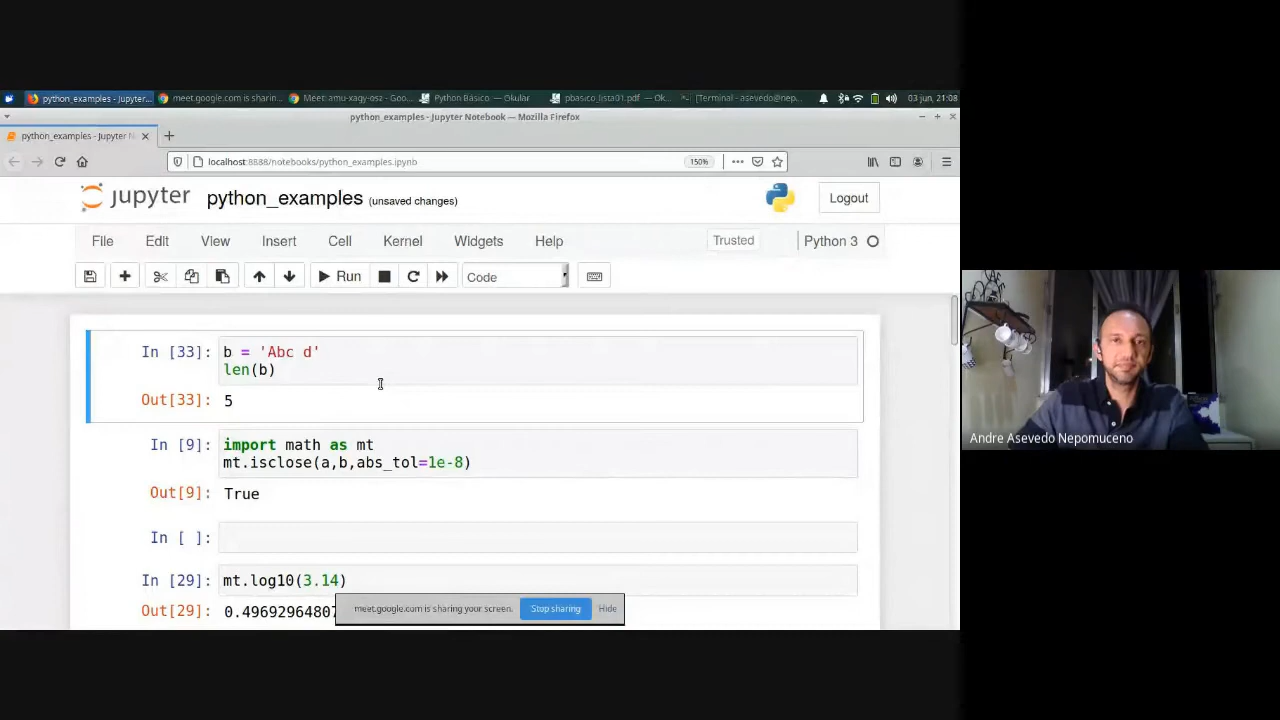 python_examples - Jupyter... meet.google.com is sharin... Meet: amu-xagy-osz - Goo... Python Básico — Okular pbasico_lista01.pdf — Ok... [Terminal - asevedo@nep... 03 jun, 21:08
python_examples - Jupyter Notebook — Mozilla Firefox
python_examples - Jupyter N
localhost:8888/notebooks/python_examples.ipynb 150%
jupyter python_examples (unsaved changes) Logout
File Edit View Insert Cell Kernel Widgets Help Trusted Python 3
Run Code
In [33]: b = 'Abc d'
len(b)
Out[33]: 5
In [9]: import math as mt
mt.isclose(a,b,abs_tol=1e-8)
Out[9]: True
In [ ]:
In [29]: mt.log10(3.14)
Out[29]: 0.49692964807
meet.google.com is sharing your screen. Stop sharing Hide
Andre Asevedo Nepomuceno